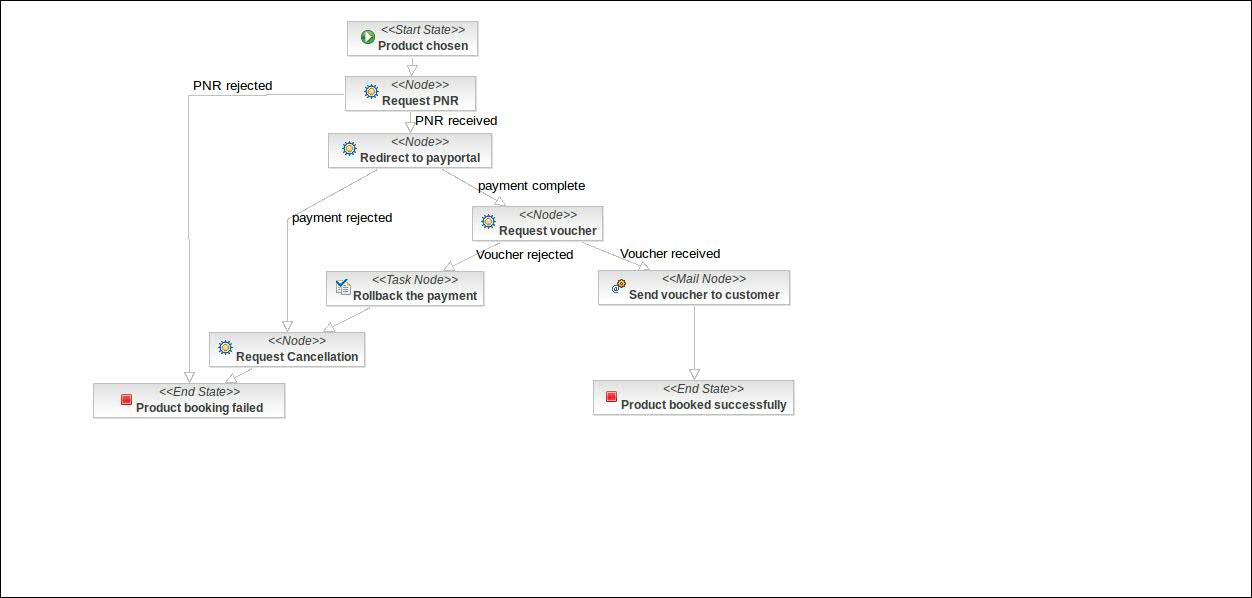 <<Start State>>
Product chosen
PNR rejected
<<Node>>
Request PNR
PNR received
<<Node>>
Redirect to payportal
payment complete
payment rejected
<<Node>>
Request voucher
Voucher rejected
Voucher received
<<Task Node>>
Rollback the payment
<<Mail Node>>
Send voucher to customer
<<Node>>
Request Cancellation
<<End State>>
Product booking failed
<<End State>>
Product booked successfully